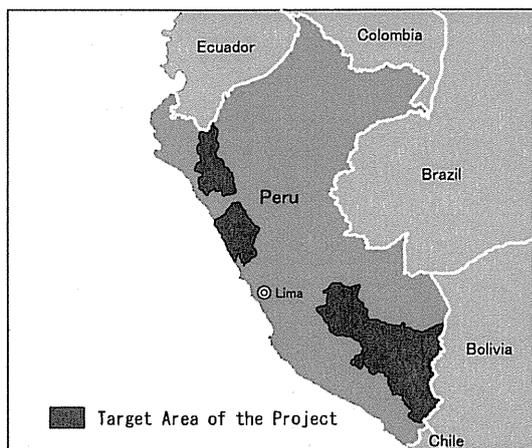 Ecuador
Colombia
Brazil
Peru
Lima
Bolivia
Target Area of the Project
Chile